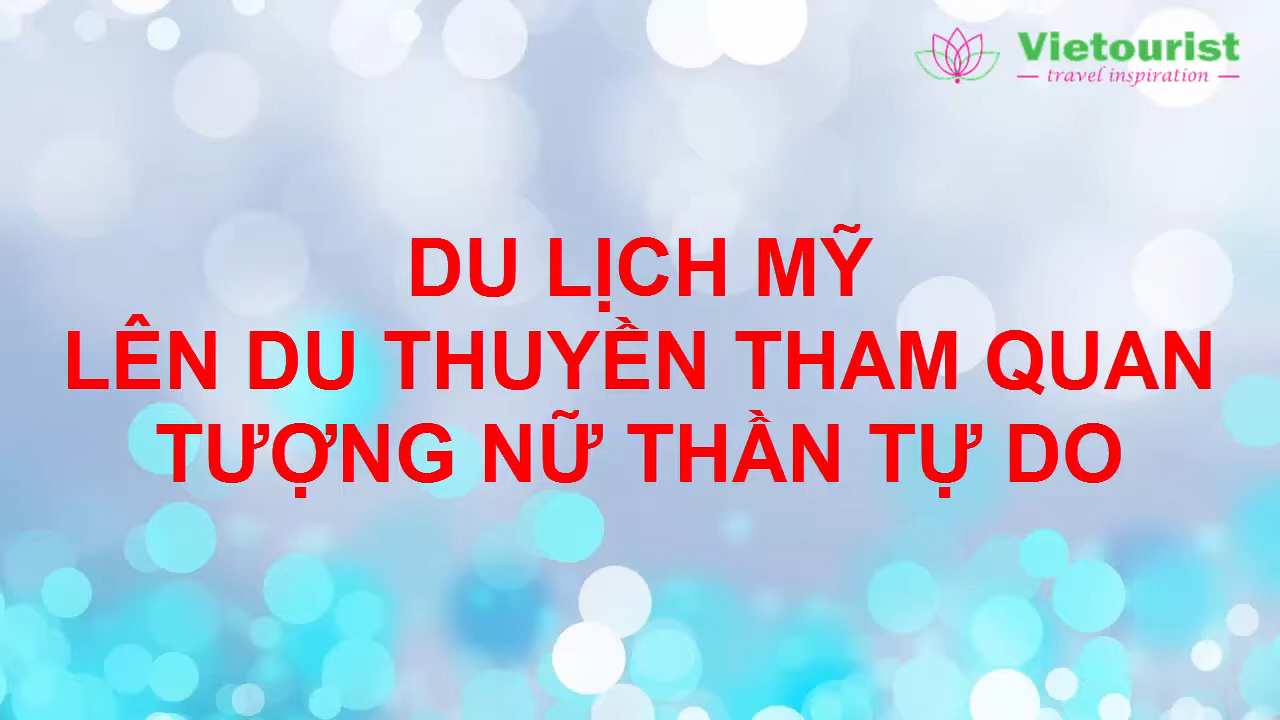 Vietourist
travel inspiration
DU LỊCH MỸ
LÊN DU THUYỀN THAM QUAN
TƯỢNG NỮ THẦN TỰ DO